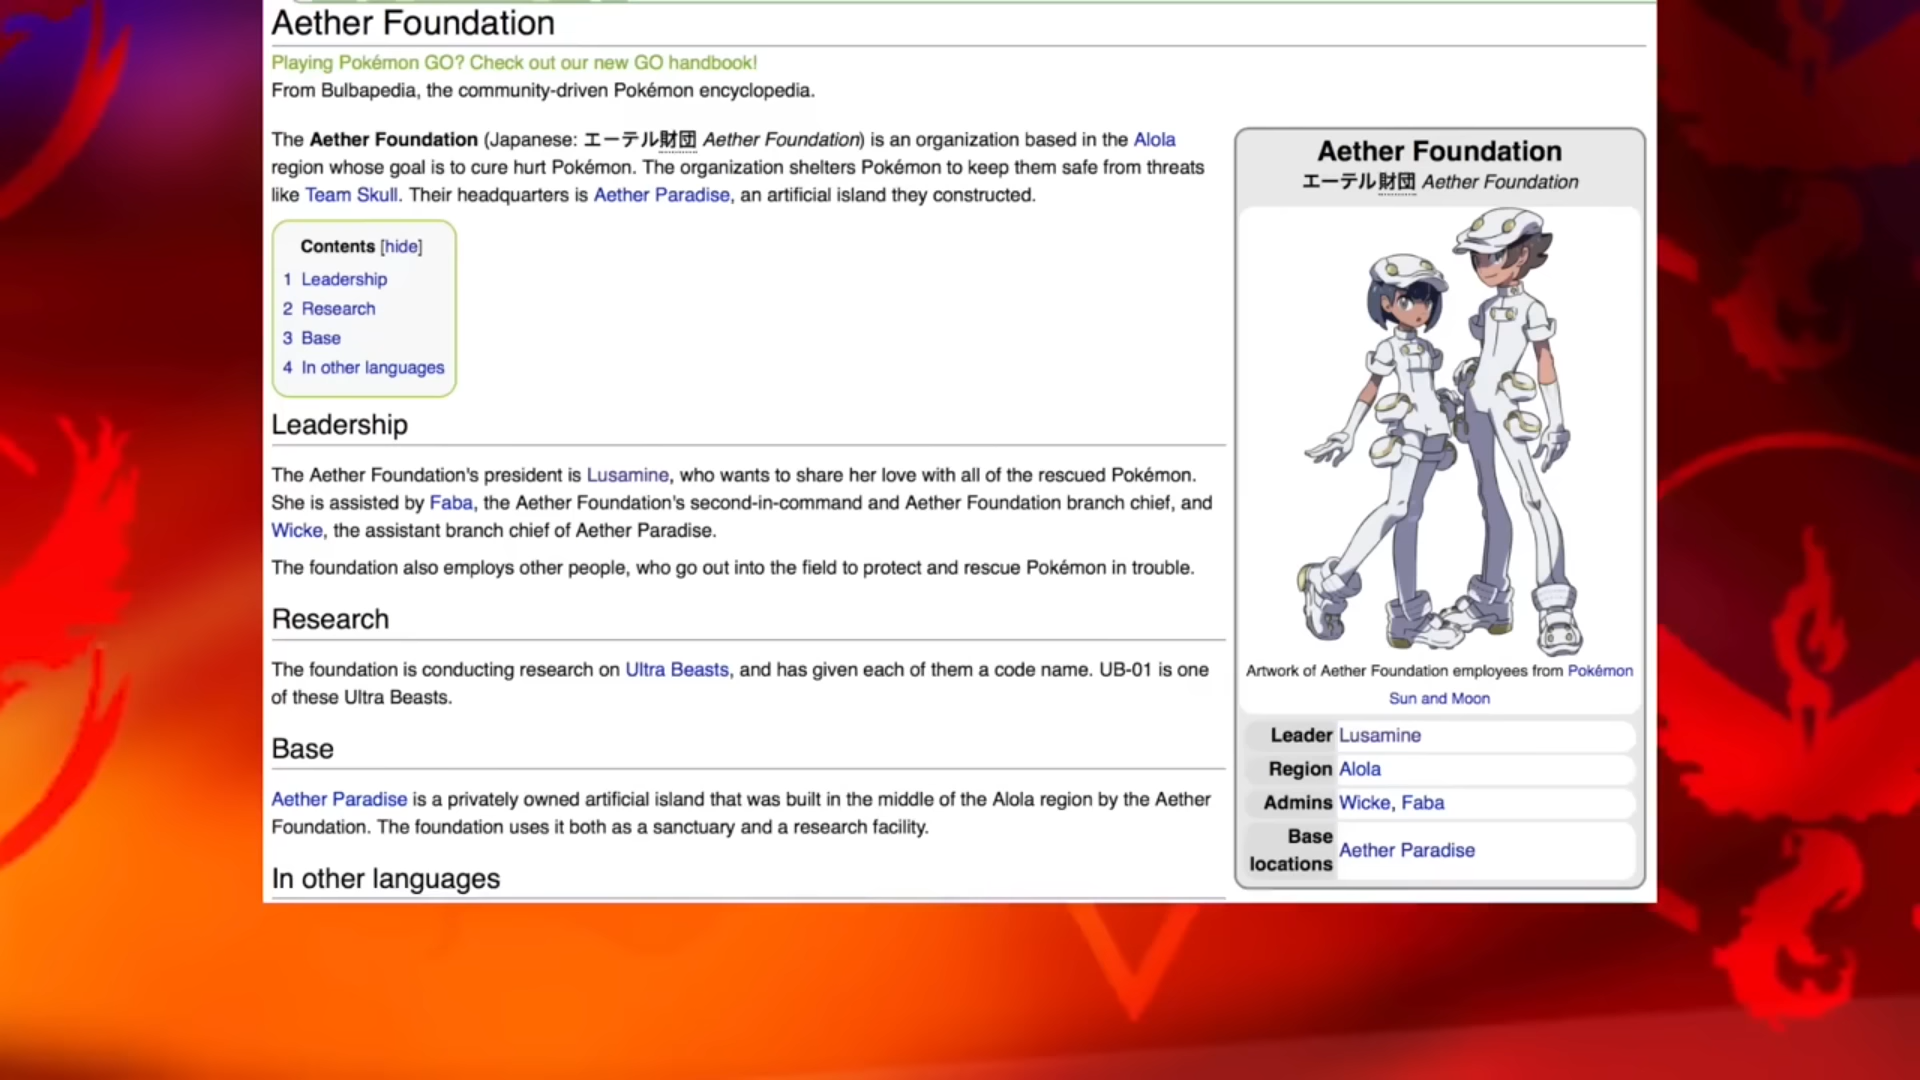 Aether Foundation
Playing Pokémon GO? Check out our new GO handbook!
From Bulbapedia, the community-driven Pokémon encyclopedia.
The Aether Foundation (Japanese: エーテル財団 Aether Foundation) is an organization based in the Alola
region whose goal is to cure hurt Pokémon. The organization shelters Pokémon to keep them safe from threats
like Team Skull. Their headquarters is Aether Paradise, an artificial island they constructed.
Contents [hide]
1 Leadership
2 Research
3 Base
4 In other languages
Leadership
The Aether Foundation's president is Lusamine, who wants to share her love with all of the rescued Pokémon.
She is assisted by Faba, the Aether Foundation's second-in-command and Aether Foundation branch chief, and
Wicke, the assistant branch chief of Aether Paradise.
The foundation also employs other people, who go out into the field to protect and rescue Pokémon in trouble.
Research
The foundation is conducting research on Ultra Beasts, and has given each of them a code name. UB-01 is one
of these Ultra Beasts.
Base
Aether Paradise is a privately owned artificial island that was built in the middle of the Alola region by the Aether
Foundation. The foundation uses it both as a sanctuary and a research facility.
In other languages
Aether Foundation
エーテル財団 Aether Foundation
Artwork of Aether Foundation employees from Pokémon
Sun and Moon
Leader Lusamine
Region Alola
Admins Wicke, Faba
Base
locations Aether Paradise